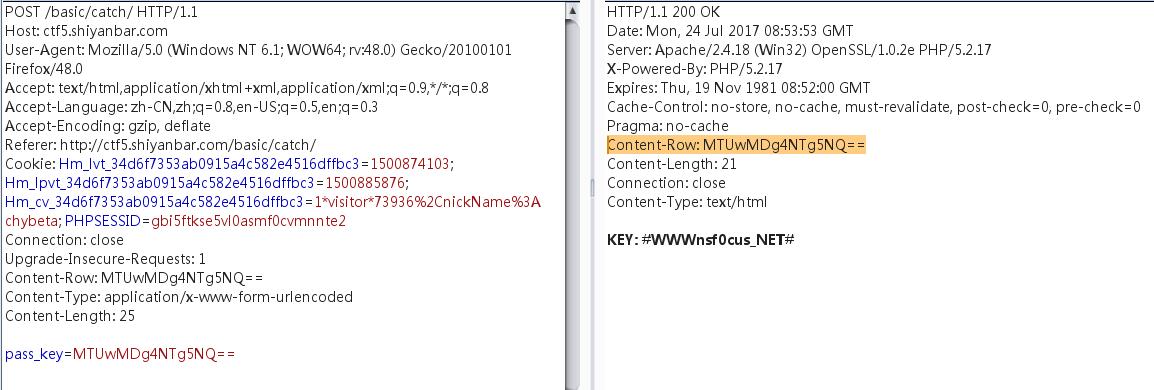 POST /basic/catch/ HTTP/1.1
Host: ctf5.shiyanbar.com
User-Agent: Mozilla/5.0 (Windows NT 6.1; WOW64; rv:48.0) Gecko/20100101
Firefox/48.0
Accept: text/html,application/xhtml+xml,application/xml;q=0.9,*/*;q=0.8
Accept-Language: zh-CN,zh;q=0.8,en-US;q=0.5,en;q=0.3
Accept-Encoding: gzip, deflate
Referer: http://ctf5.shiyanbar.com/basic/catch/
Cookie: Hm_lvt_34d6f7353ab0915a4c582e4516dffbc3=1500874103;
Hm_lpvt_34d6f7353ab0915a4c582e4516dffbc3=1500885876;
Hm_cv_34d6f7353ab0915a4c582e4516dffbc3=1*visitor*73936%2CnickName%3A
chybeta; PHPSESSID=gbi5ftkse5vl0asmf0cvmnnte2
Connection: close
Upgrade-Insecure-Requests: 1
Content-Row: MTUwMDg4NTg5NQ==
Content-Type: application/x-www-form-urlencoded
Content-Length: 25
pass_key=MTUwMDg4NTg5NQ==
HTTP/1.1 200 OK
Date: Mon, 24 Jul 2017 08:53:53 GMT
Server: Apache/2.4.18 (Win32) OpenSSL/1.0.2e PHP/5.2.17
X-Powered-By: PHP/5.2.17
Expires: Thu, 19 Nov 1981 08:52:00 GMT
Cache-Control: no-store, no-cache, must-revalidate, post-check=0, pre-check=0
Pragma: no-cache
Content-Row: MTUwMDg4NTg5NQ==
Content-Length: 21
Connection: close
Content-Type: text/html
KEY: #WWWnsf0cus_NET#